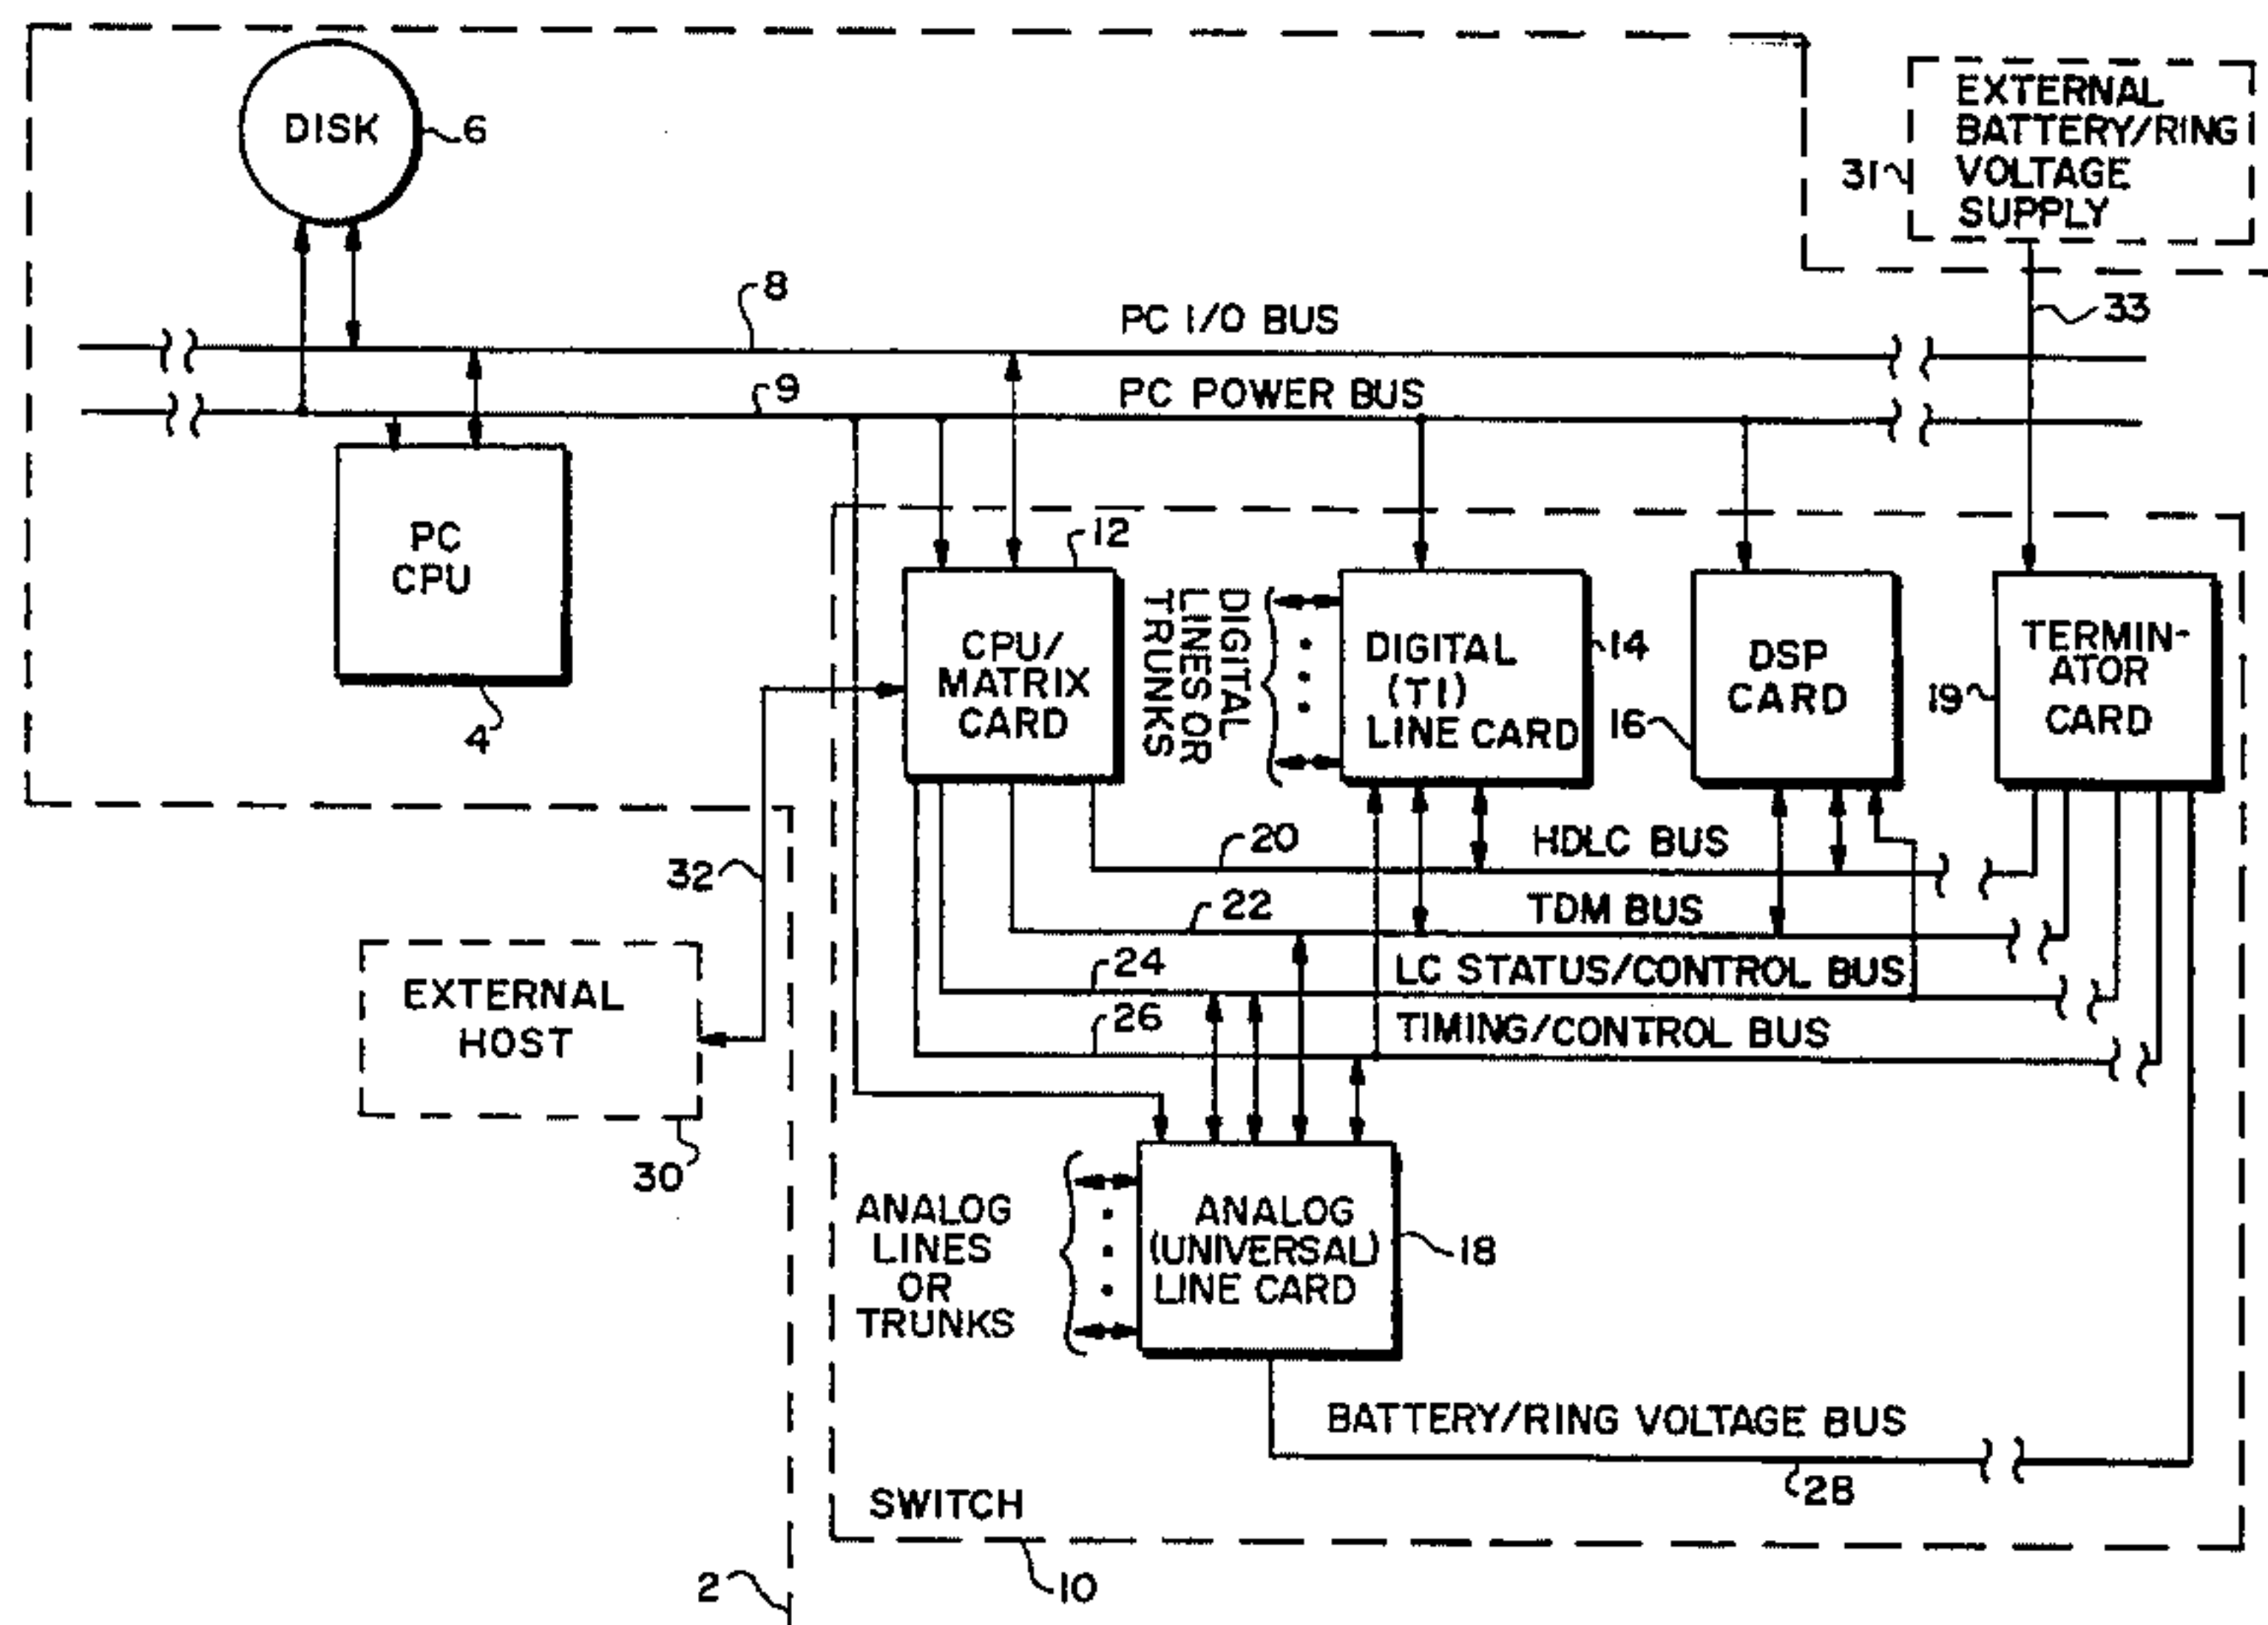 DISK
6
EXTERNAL
BATTERY/RING
VOLTAGE
SUPPLY
31
33
8
PC I/O BUS
9
PC POWER BUS
PC
CPU
4
12
CPU/
MATRIX
CARD
DIGITAL
LINES OR
TRUNKS
DIGITAL
(T1)
LINE CARD
14
DSP
CARD
16
TERMIN-
ATOR
CARD
19
20
HDLC BUS
32
22
TDM BUS
24
LC STATUS/CONTROL BUS
26
TIMING/CONTROL BUS
EXTERNAL
HOST
30
ANALOG
LINES
OR
TRUNKS
ANALOG
(UNIVERSAL)
LINE CARD
18
BATTERY/RING VOLTAGE BUS
28
SWITCH
10
2